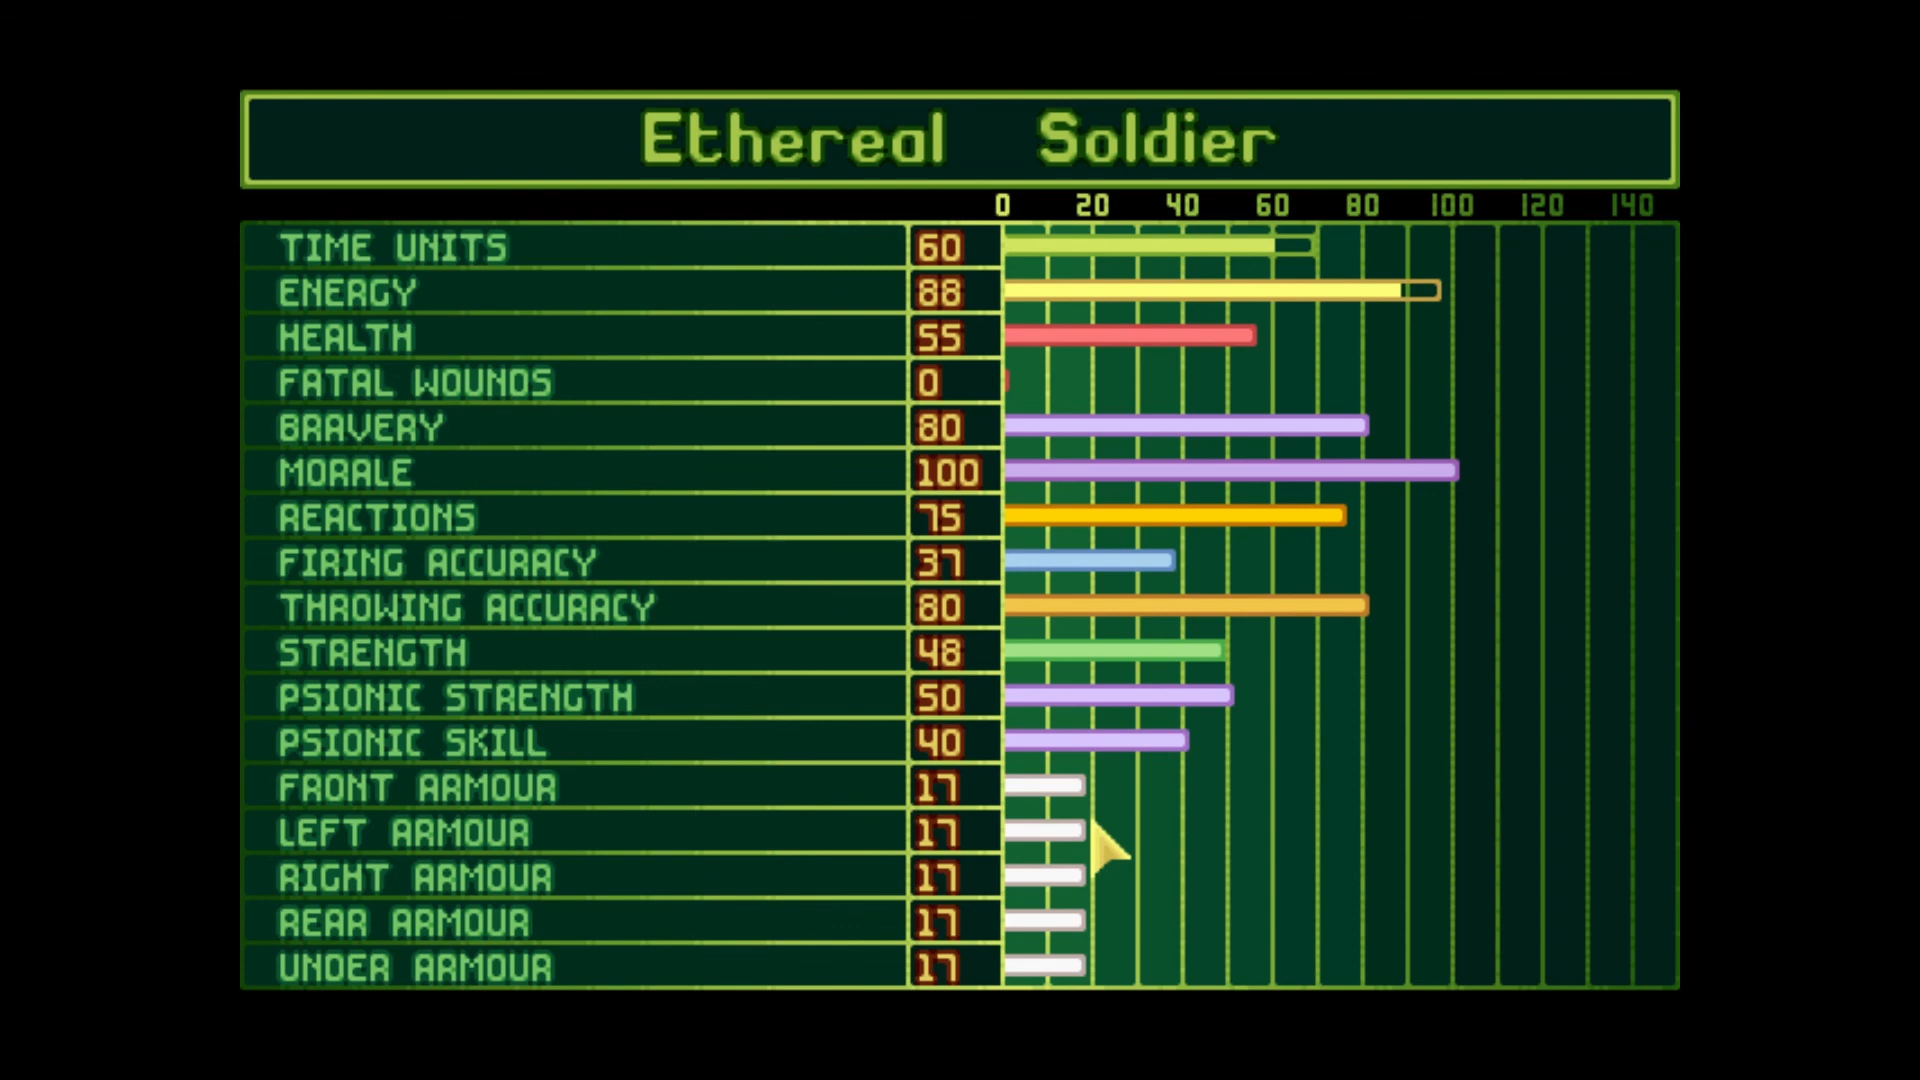 Ethereal Soldier
0 20 40 60 80 100 120 140
TIME UNITS 60
ENERGY 88
HEALTH 55
FATAL WOUNDS 0
BRAVERY 80
MORALE 100
REACTIONS 75
FIRING ACCURACY 37
THROWING ACCURACY 80
STRENGTH 48
PSIONIC STRENGTH 50
PSIONIC SKILL 40
FRONT ARMOUR 17
LEFT ARMOUR 17
RIGHT ARMOUR 17
REAR ARMOUR 17
UNDER ARMOUR 17